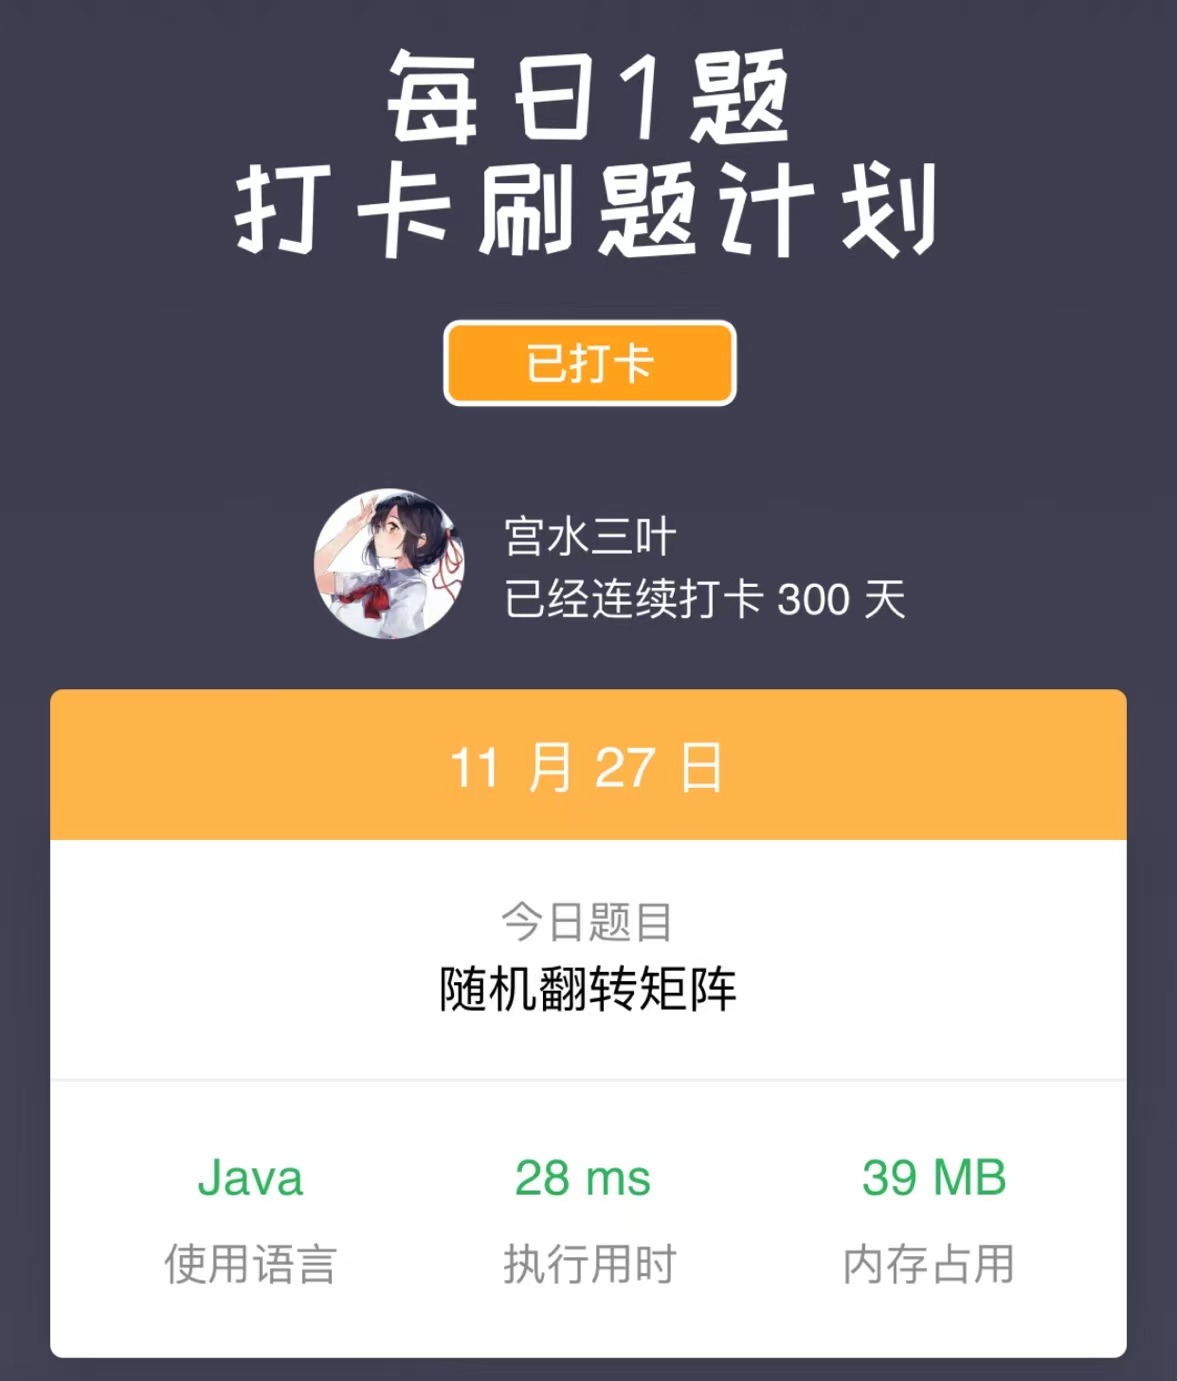 每日1题
打卡刷题计划
已打卡
宫水三叶
已经连续打卡 300 天
11 月 27 日
今日题目
随机翻转矩阵
Java 28 ms 39 MB
使用语言 执行用时 内存占用